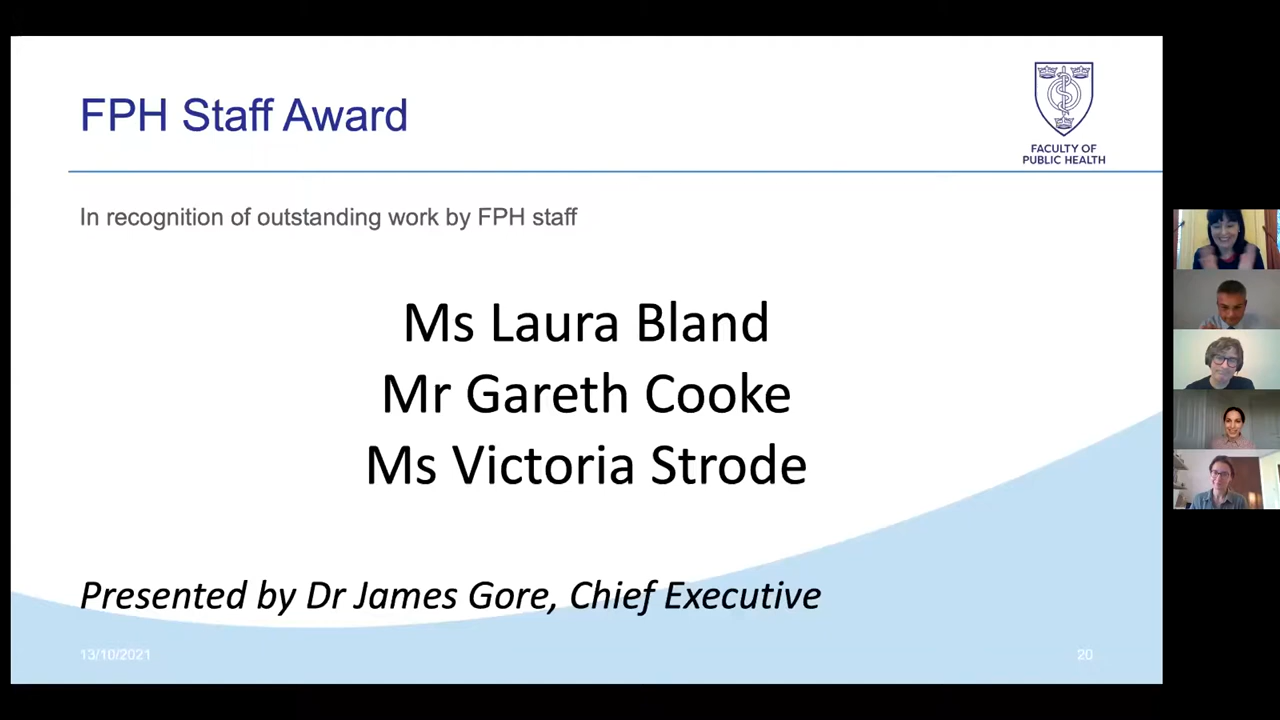 FPH Staff Award
FACULTY OF
PUBLIC HEALTH
In recognition of outstanding work by FPH staff
Ms Laura Bland
Mr Gareth Cooke
Ms Victoria Strode
Presented by Dr James Gore, Chief Executive
13/10/2021
20